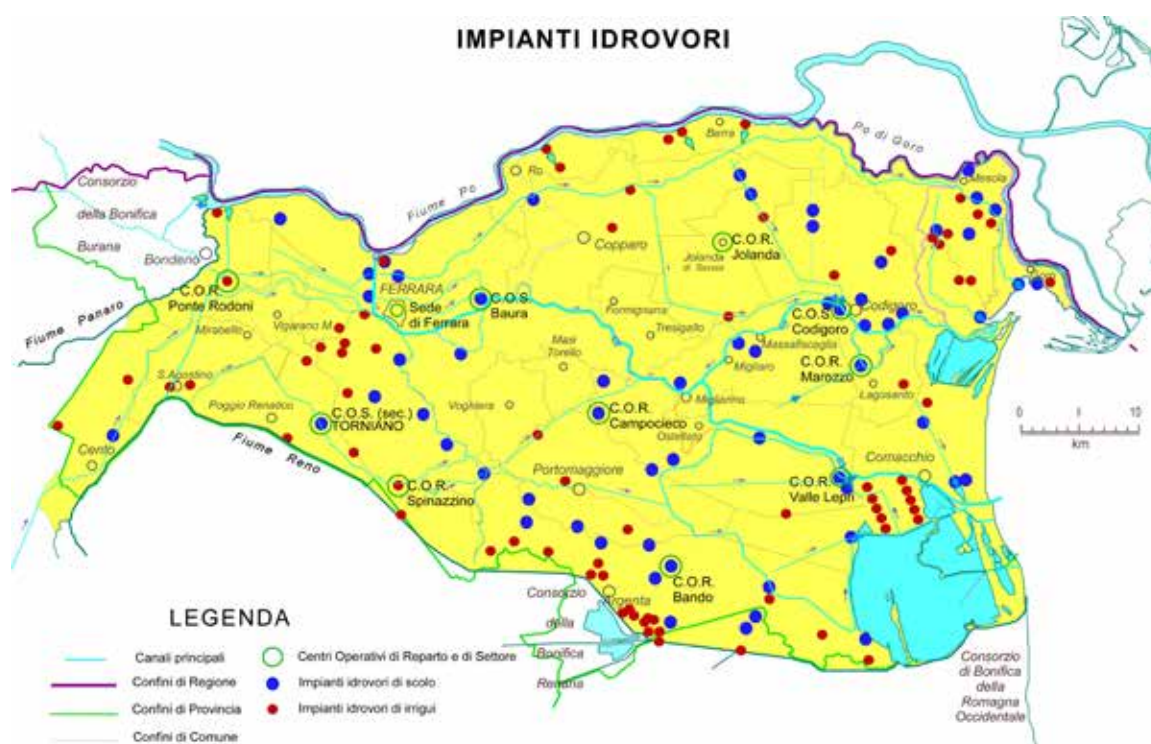 IMPIANTI IDROVORI
Berra
Po di Goro
Ro
Mesola
Consorzio
della Bonifica
Burana
Bondeno
Fiume Po
Copparo
C.O.R.
Jolanda
Jolanda
di Savoia
C.O.R.
Ponte Rodoni
FERRARA
Sede
di Ferrara
C.O.S.
Baura
Formignana
C.O.S.
Codigoro
Codigoro
Fiume Panaro
Mirabello
Vigarano M.
Tresigallo
Massafiscaglia
Masi
Torello
Migliaro
C.O.R.
Marozzo
Lagosanto
S.Agostino
Poggio Renatico
C.O.S. (sec.)
TORNIANO
Voghiera
C.O.R.
Campocieco
Migliarino
Ostellato
0 1 10
km
Cento
Fiume Reno
C.O.R.
Spinazzino
Portomaggiore
C.O.R.
Valle Lepri
Comacchio
C.O.R.
Bando
Argenta
Consorzio
della
Bonifica
Renana
Consorzio
di Bonifica
della
Romagna
Occidentale
LEGENDA
Canali principali
Centri Operativi di Reparto e di Settore
Confini di Regione
Impianti idrovori di scolo
Confini di Provincia
Impianti idrovori di irrigui
Confini di Comune